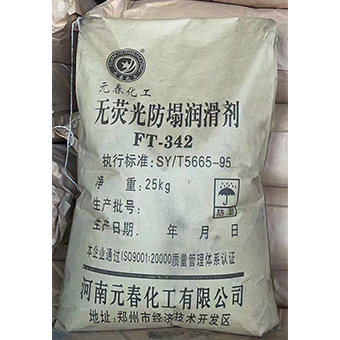 元春化工
无荧光防塌润滑剂
FT-342
执行标准:SY/T5665-95
净 重:25kg
生产批号:
生产日期: 年 月 日
防潮
本企业通过ISO9001:20000质量管理体系认证
河南元春化工有限公司
地址:郑州市经济技术开发区